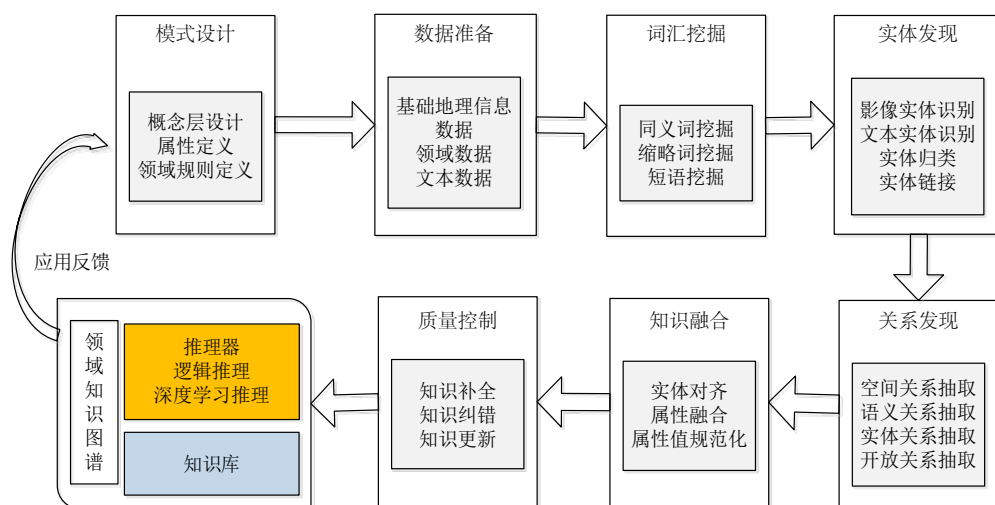 模式设计
概念层设计
属性定义
领域规则定义
数据准备
基础地理信息
数据
领域数据
文本数据
词汇挖掘
同义词挖掘
缩略词挖掘
短语挖掘
实体发现
影像实体识别
文本实体识别
实体归类
实体链接
关系发现
空间关系抽取
语义关系抽取
实体关系抽取
开放关系抽取
知识融合
实体对齐
属性融合
属性值规范化
质量控制
知识补全
知识纠错
知识更新
领域知识图谱
推理器
逻辑推理
深度学习推理
知识库
应用反馈